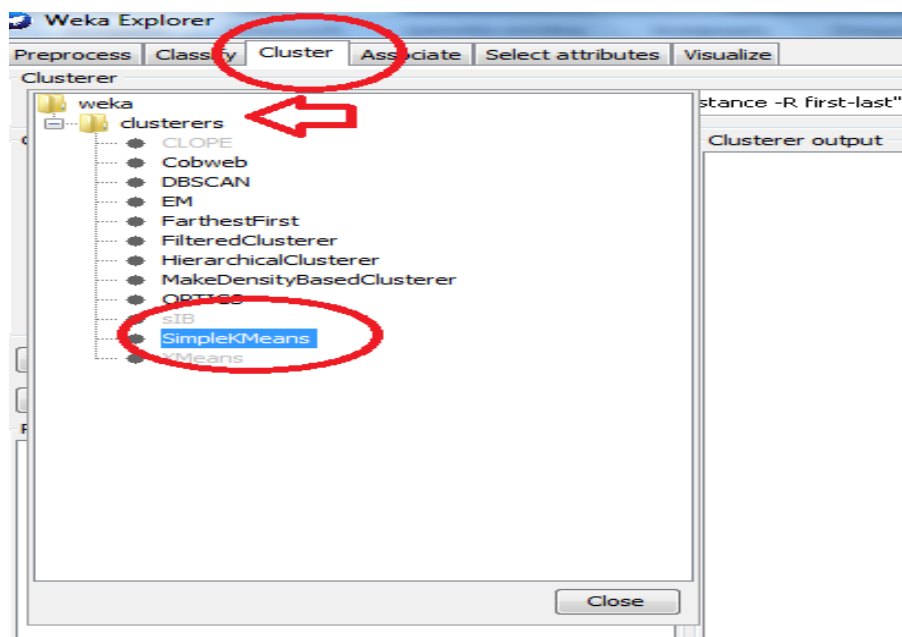 Weka Explorer
Preprocess Classify Cluster Associate Select attributes Visualize
Clusterer
weka
clusterers
CLOPE
Cobweb
DBSCAN
EM
FarthestFirst
FilteredClusterer
HierarchicalClusterer
MakeDensityBasedClusterer
OPTICS
sIB
SimpleKMeans
XMeans
Close
stance -R first-last"
Clusterer output